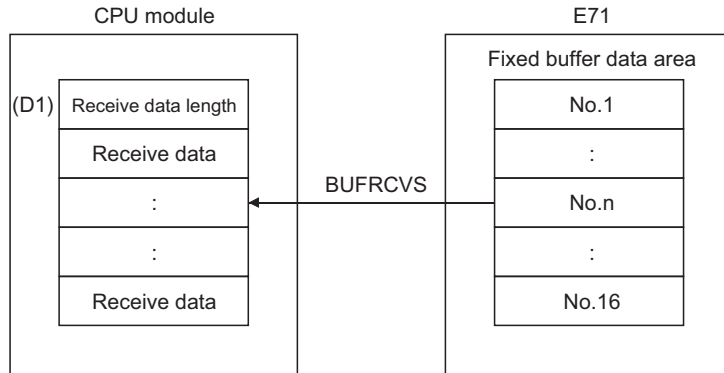 CPU module
(D1)
Receive data length
Receive data
:
:
Receive data
BUFRCVS
E71
Fixed buffer data area
No.1
:
No.n
:
No.16